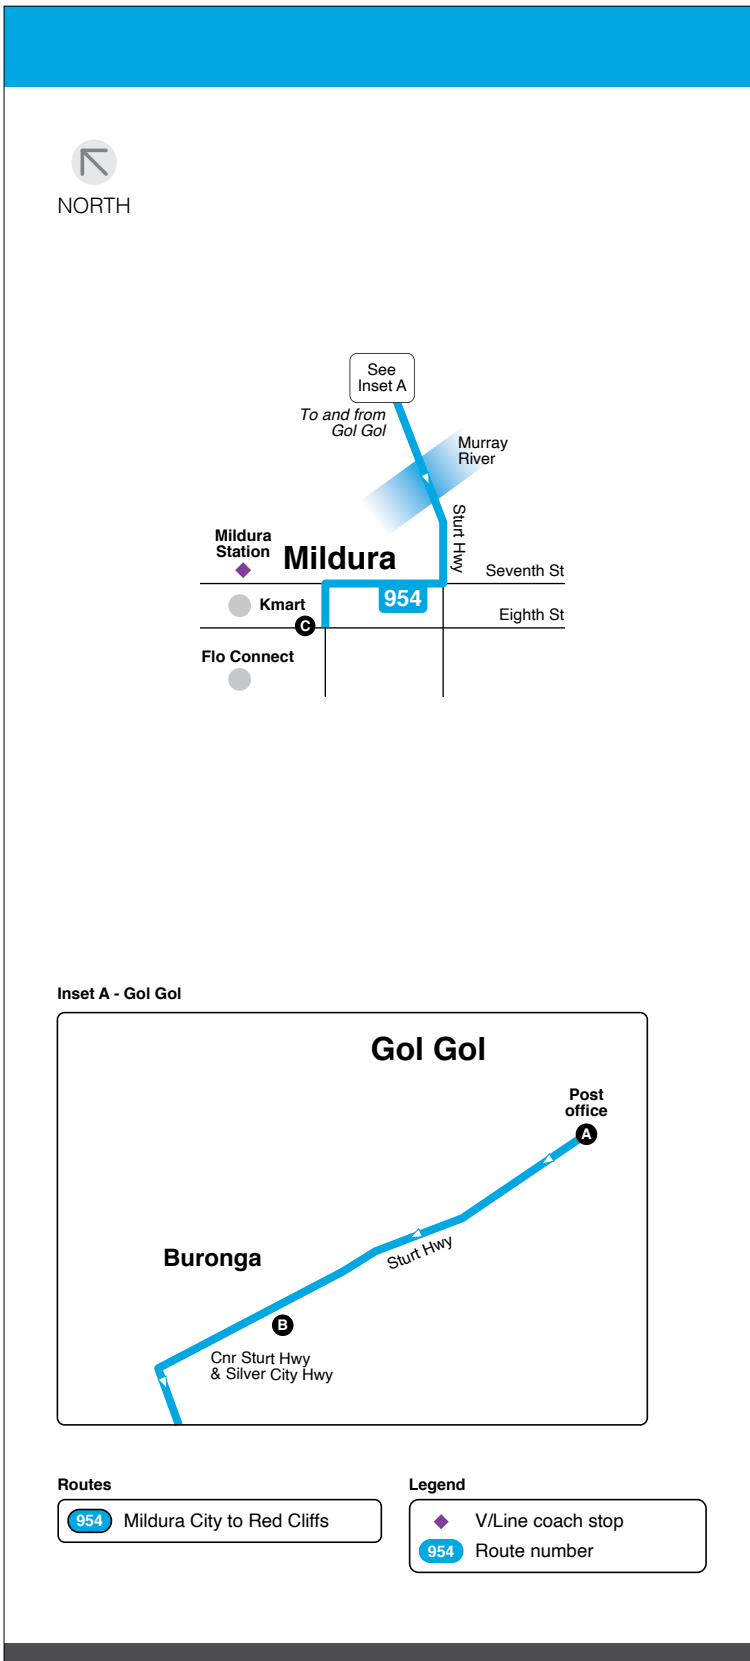 NORTH
See
Inset A
To and from
Gol Gol
Murray
River
Sturt Hwy
Mildura
Station
Mildura
Seventh St
954
Kmart
Eighth St
C
Flo Connect
Inset A - Gol Gol
Gol Gol
Post
office
A
Sturt Hwy
Buronga
B
Cnr Sturt Hwy
& Silver City Hwy
Routes
954 Mildura City to Red Cliffs
Legend
V/Line coach stop
954 Route number